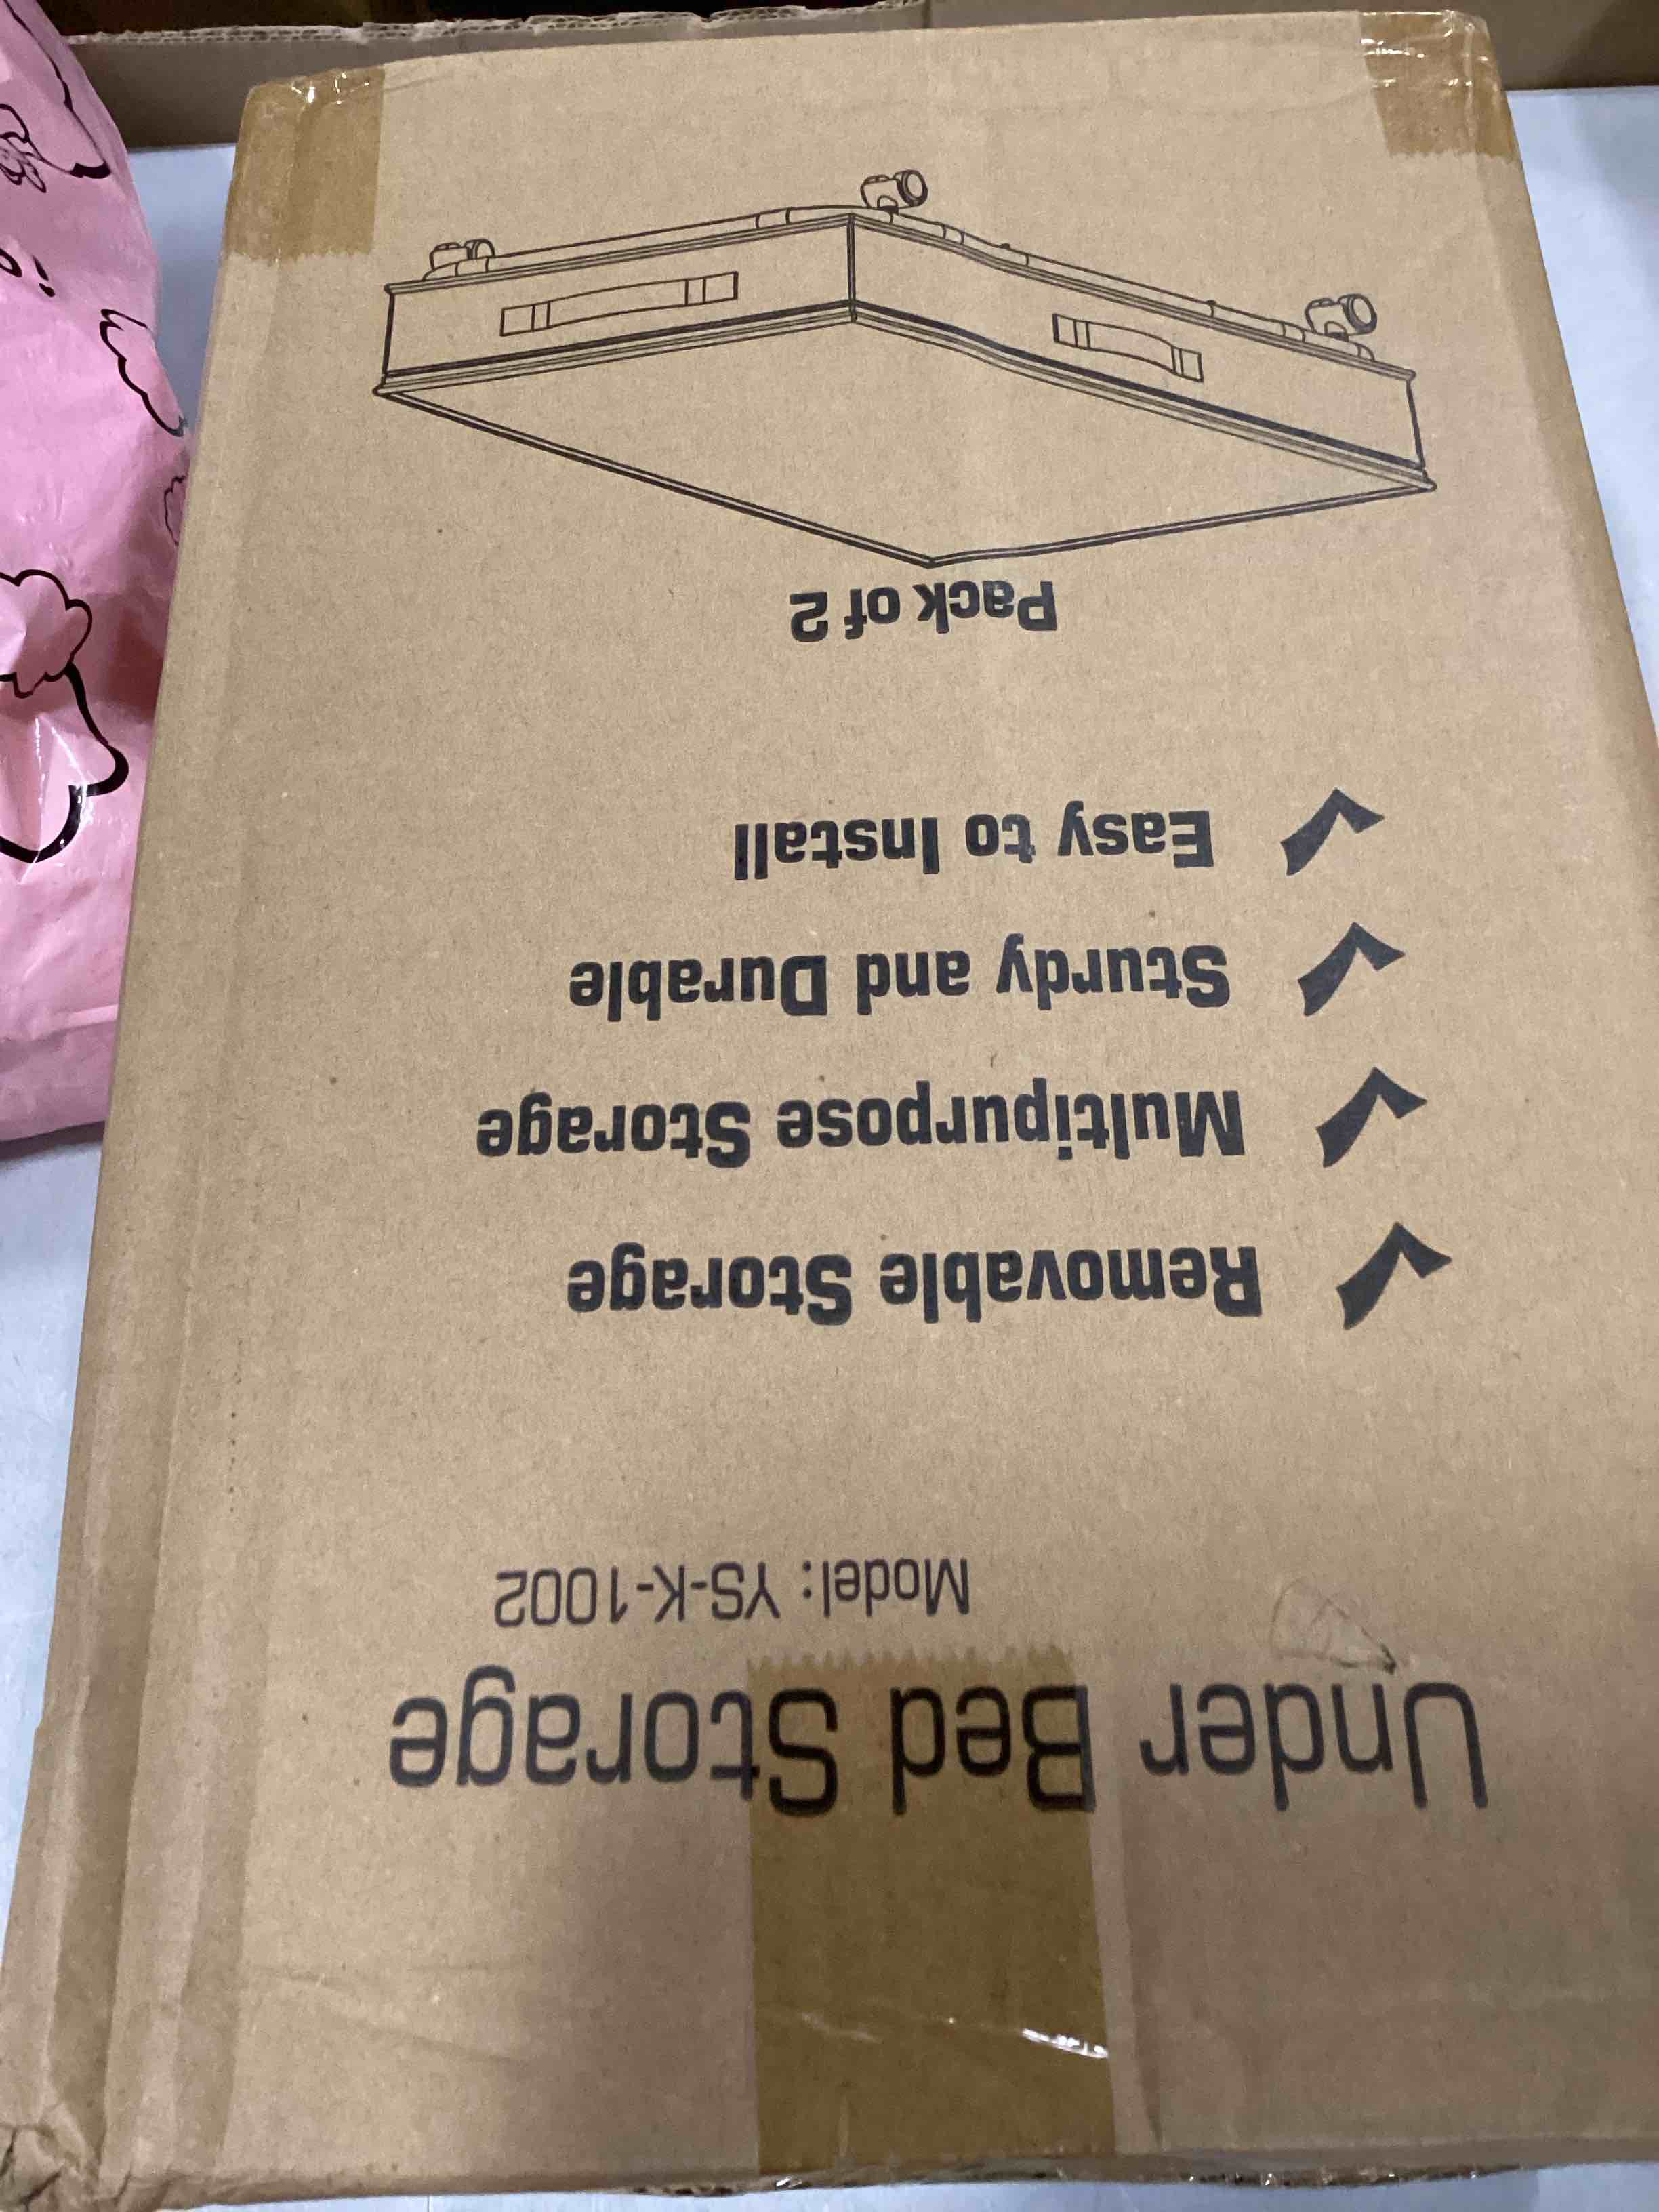 Under Bed Storage
Model: YS-K-1002
Removable Storage
Multipurpose Storage
Sturdy and Durable
Easy to Install
Pack of 2